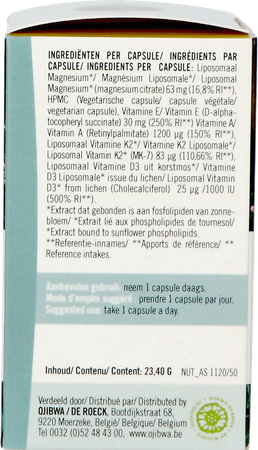 INGREDIËNTEN PER CAPSULE/ INGRÉDIENTS PAR
CAPSULE/ INGREDIENTS PER CAPSULE: Liposomaal
Magnesium*/ Magnésium Liposomale*/ Liposomal
Magnesium*(magnesium citrate) 63 mg (16,8% RI**),
HPMC (Vegetarische capsule/ capsule végétale/
vegetarian capsule), Vitamine E/ Vitamin E (D-alpha-
tocopheryl succinate) 30 mg (250% RI**) Vitamine A/
Vitamin A (Retinylpalmitate) 1200 µg (150% RI**),
Liposomaal Vitamine K2*/ Vitamine K2 Liposomale*/
Liposomal Vitamin K2* (MK-7) 83 µg (110,66% RI**),
Liposomaal Vitamine D3 uit korstmos*/ Vitamine
D3 Liposomale* issue du lichen/ Liposomal Vitamin
D3* from lichen (Cholecalciferol) 25 µg /1000 IU
(500% RI**).
*Extract dat gebonden is aan fosfolipiden van zonne-
bloem/ *Extrait lié aux phospholipides de tournesol/
*Extract bound to sunflower phospholipids.
**Referentie-innames/ **Apports de référence/ **
Reference intakes.
Aanbevolen gebruik: neem 1 capsule daags.
Mode d'emploi suggéré: prendre 1 capsule par jour.
Suggested use: take 1 capsule a day.
Inhoud/ Contenu/ Content: 23,40 G
NUT_AS 1120/50
Verdeeld door/ Distribué par/ Distributed by
OJIBWA / DE ROECK, Bootdijkstraat 68,
9220 Moerzeke, België/ Belgique/ Belgium
Tel 0032 (0)52 48 43 00, www.ojibwa.be